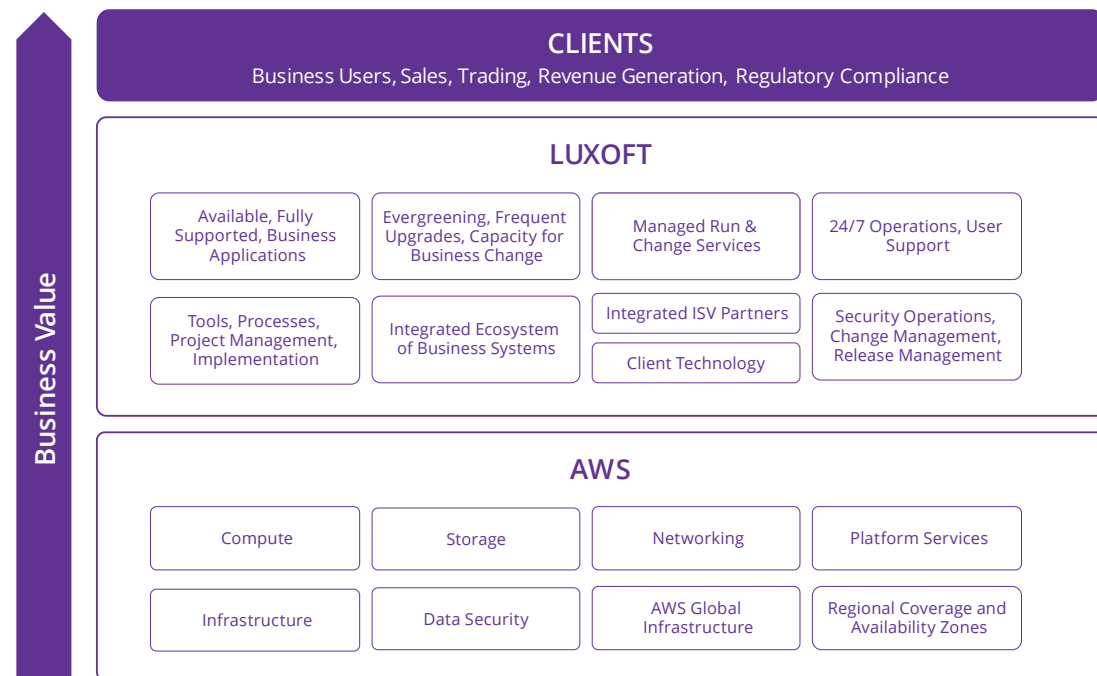 CLIENTS
Business Users, Sales, Trading, Revenue Generation, Regulatory Compliance
Business Value
LUXOFT
Available, Fully
Supported, Business
Applications
Evergreening, Frequent
Upgrades, Capacity for
Business Change
Managed Run &
Change Services
24/7 Operations, User
Support
Tools, Processes,
Project Management,
Implementation
Integrated Ecosystem
of Business Systems
Integrated ISV Partners
Client Technology
Security Operations,
Change Management,
Release Management
AWS
Compute
Storage
Networking
Platform Services
Infrastructure
Data Security
AWS Global
Infrastructure
Regional Coverage and
Availability Zones